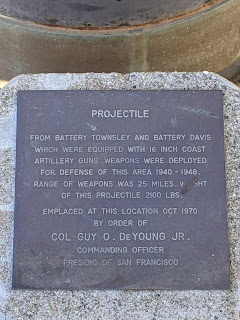 PROJECTILE
FROM BATTERY TOWNSLEY AND BATTERY DAVIS
WHICH WERE EQUIPPED WITH 16 INCH COAST
ARTILLERY GUNS. WEAPONS WERE DEPLOYED
FOR DEFENSE OF THIS AREA 1940 - 1948.
RANGE OF WEAPONS WAS 25 MILES. WEIGHT
OF THIS PROJECTILE 2100 LBS.
EMPLACED AT THIS LOCATION OCT 1970
BY ORDER OF
COL GUY O. DeYOUNG JR.
COMMANDING OFFICER
PRESIDIO OF SAN FRANCISCO